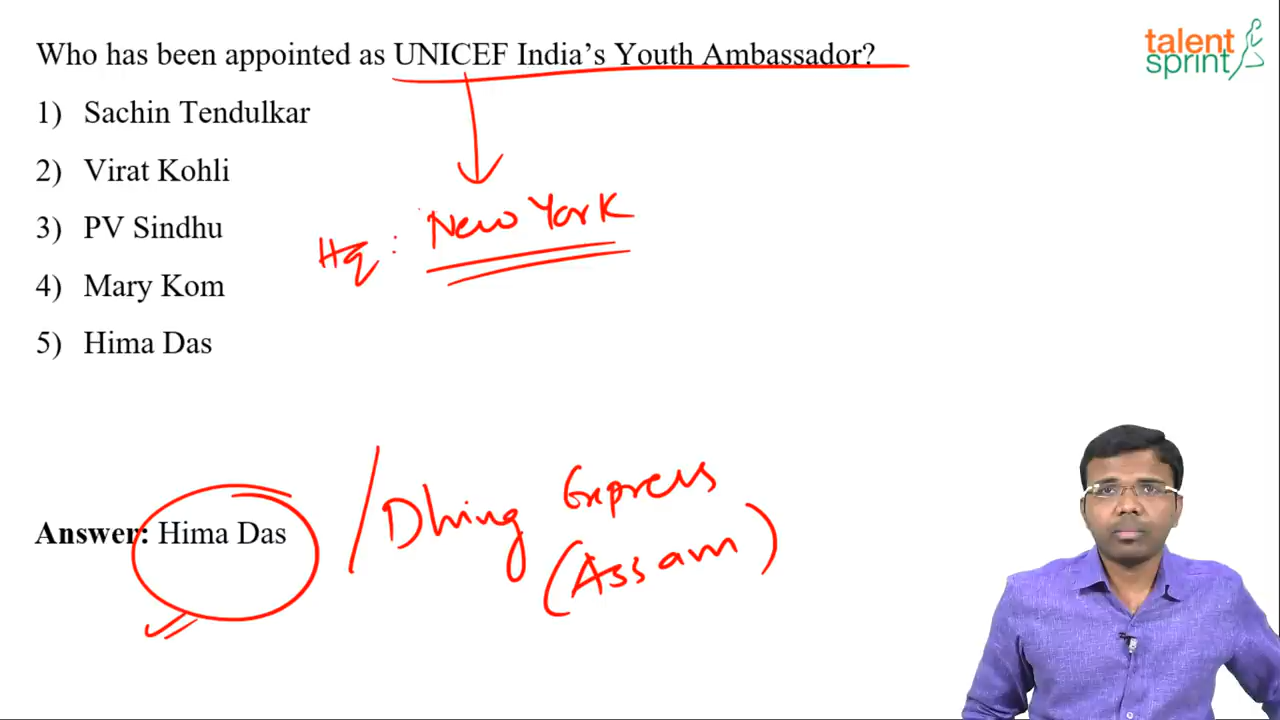 Who has been appointed as UNICEF India's Youth Ambassador?
talent
sprint
1) Sachin Tendulkar
2) Virat Kohli
3) PV Sindhu
Hq: New York
4) Mary Kom
5) Hima Das
Answer: Hima Das / Dhing Express
(Assam)